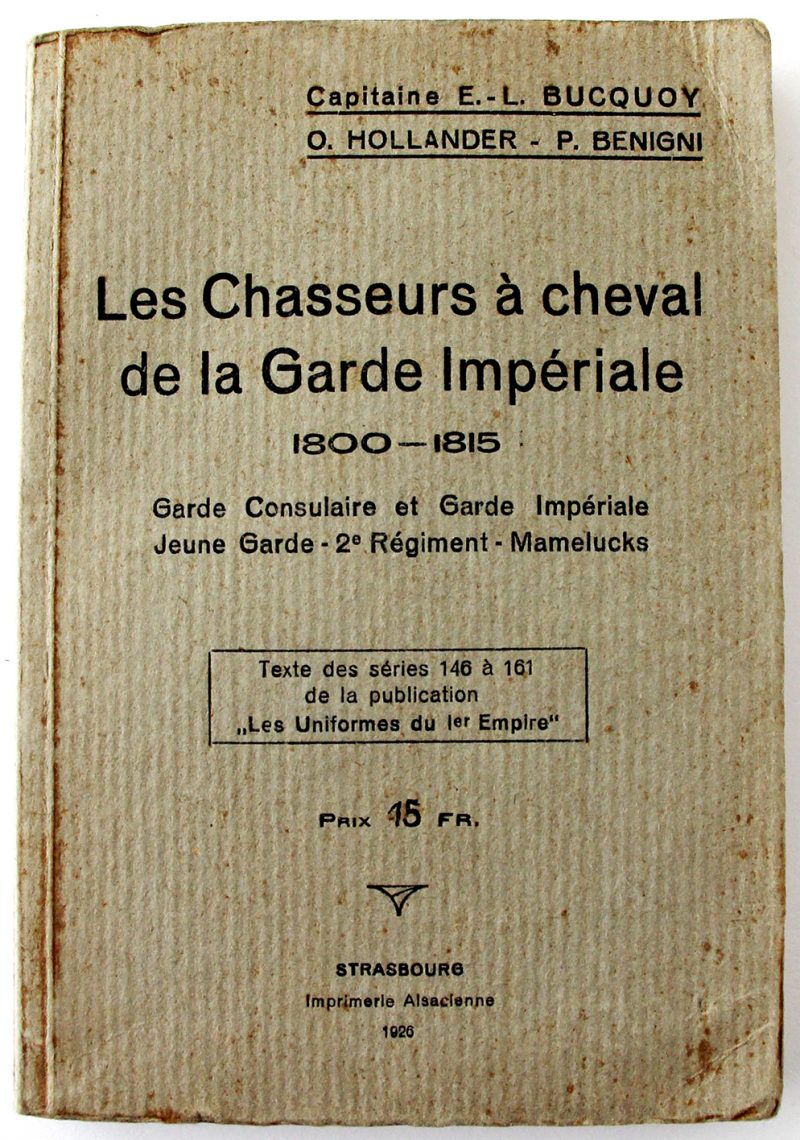 Capitaine E.-L. BUCQUOY
O. HOLLANDER - P. BENIGNI
Les Chasseurs à cheval
de la Garde Impériale
1800—1815
Garde Consulaire et Garde Impériale
Jeune Garde - 2e Régiment - Mamelucks
Texte des séries 146 à 161
de la publication
„Les Uniformes du Ier Empire“
PRIX 15 FR.
STRASBOURG
Imprimerie Alsacienne
1926